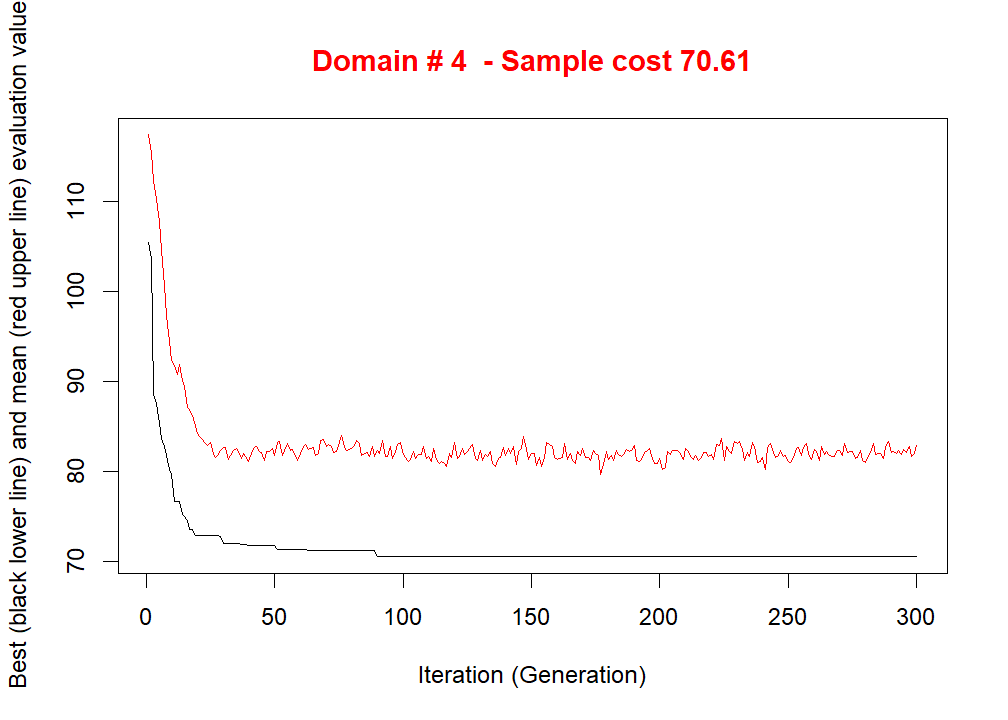 Domain # 4  - Sample cost 70.61
Best (black lower line) and mean (red upper line) evaluation value
110
100
90
80
70
0 50 100 150 200 250 300
Iteration (Generation)